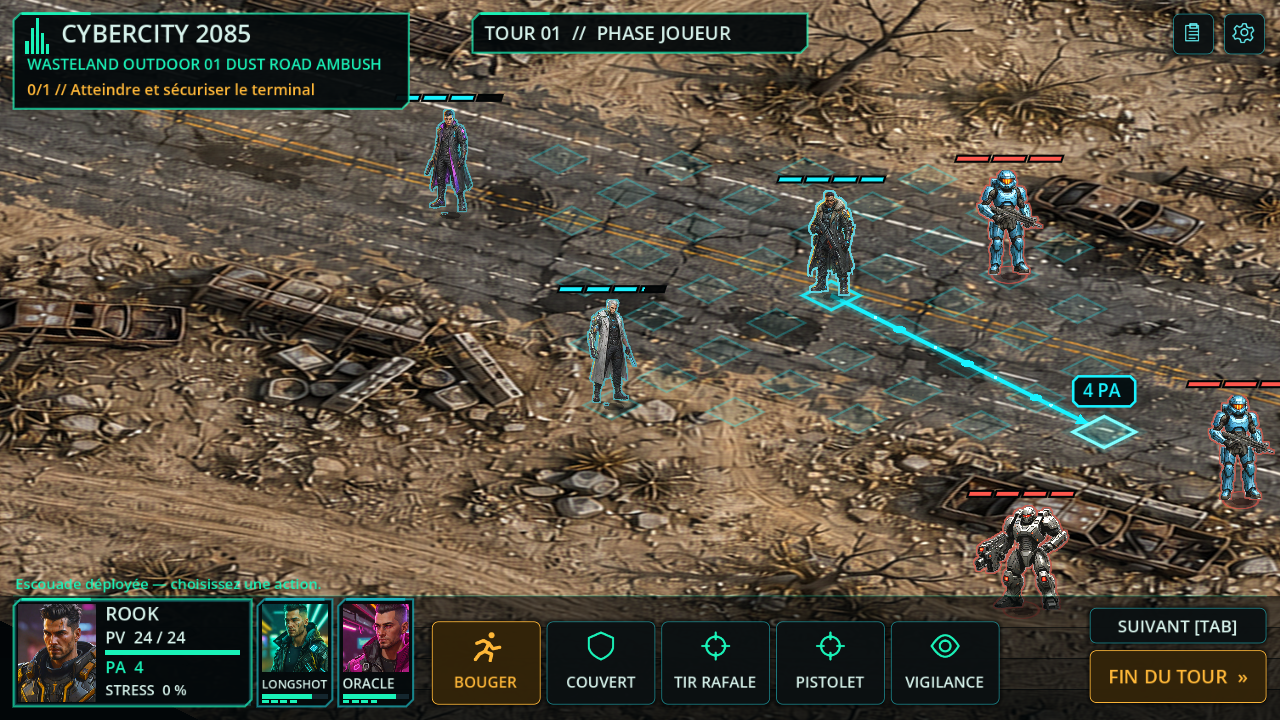 CYBERCITY 2085
WASTELAND OUTDOOR 01 DUST ROAD AMBUSH
0/1 // Atteindre et sécuriser le terminal
TOUR 01 // PHASE JOUEUR
4 PA
Escouade déployée — choisissez une action.
ROOK
PV 24 / 24
PA 4
STRESS 0 %
LONGSHOT
ORACLE
BOUGER
COUVERT
TIR RAFALE
PISTOLET
VIGILANCE
SUIVANT [TAB]
FIN DU TOUR »